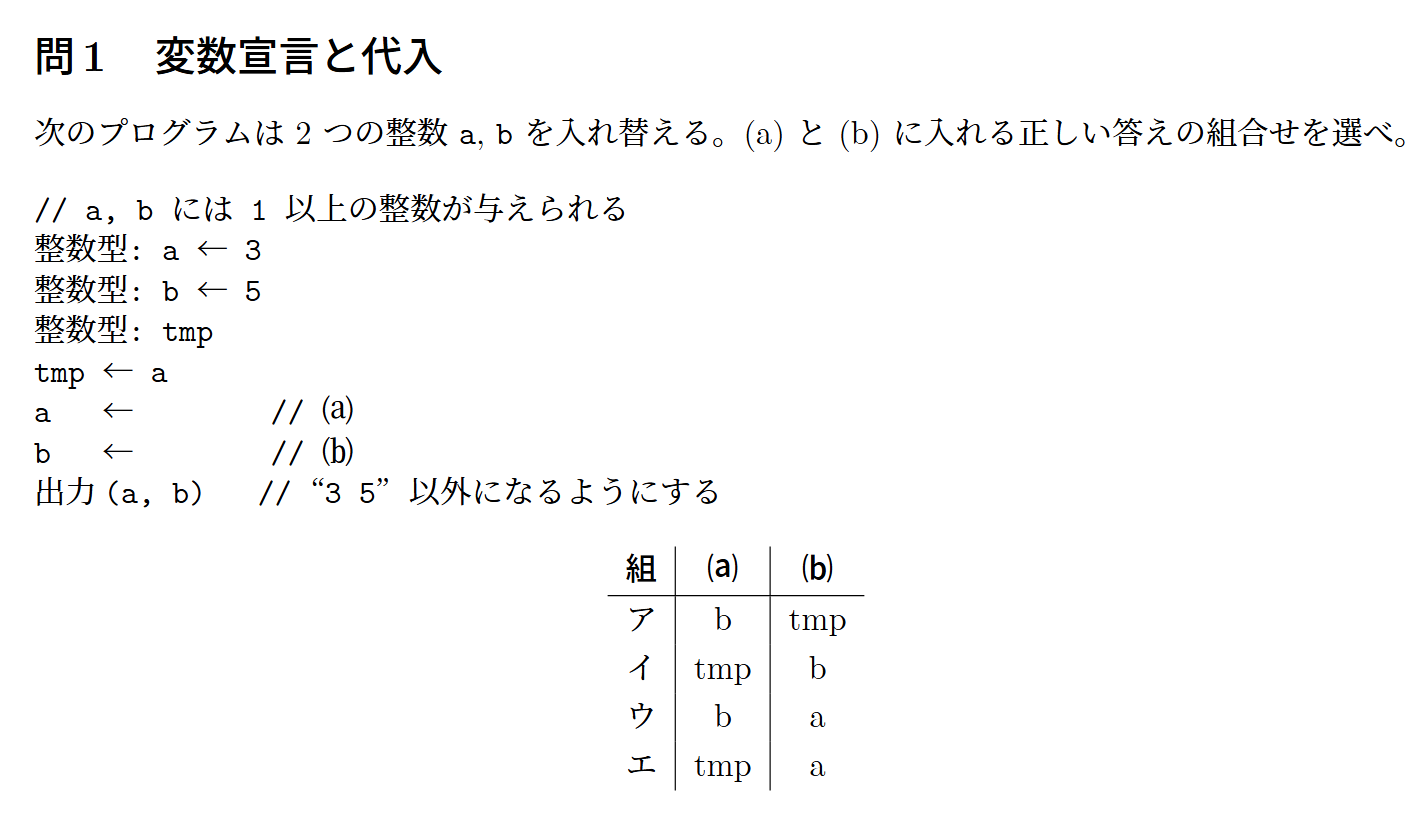 問1 変数宣言と代入
次のプログラムは 2 つの整数 a, b を入れ替える。(a) と (b) に入れる正しい答えの組合せを選べ。
// a, b には 1 以上の整数が与えられる
整数型: a ← 3
整数型: b ← 5
整数型: tmp
tmp ← a
a ← // (a)
b ← // (b)
出力(a, b) // “3 5” 以外になるようにする
組 (a) (b)
ア b tmp
イ tmp b
ウ b a
エ tmp a